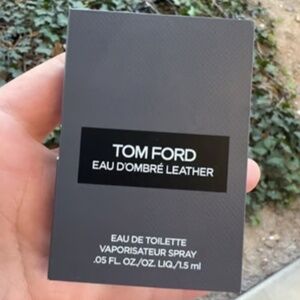 TOM FORD
EAU D'OMBRÉ LEATHER
EAU DE TOILETTE
VAPORISATEUR SPRAY
.05 FL. OZ./OZ. LIQ./1.5 ml